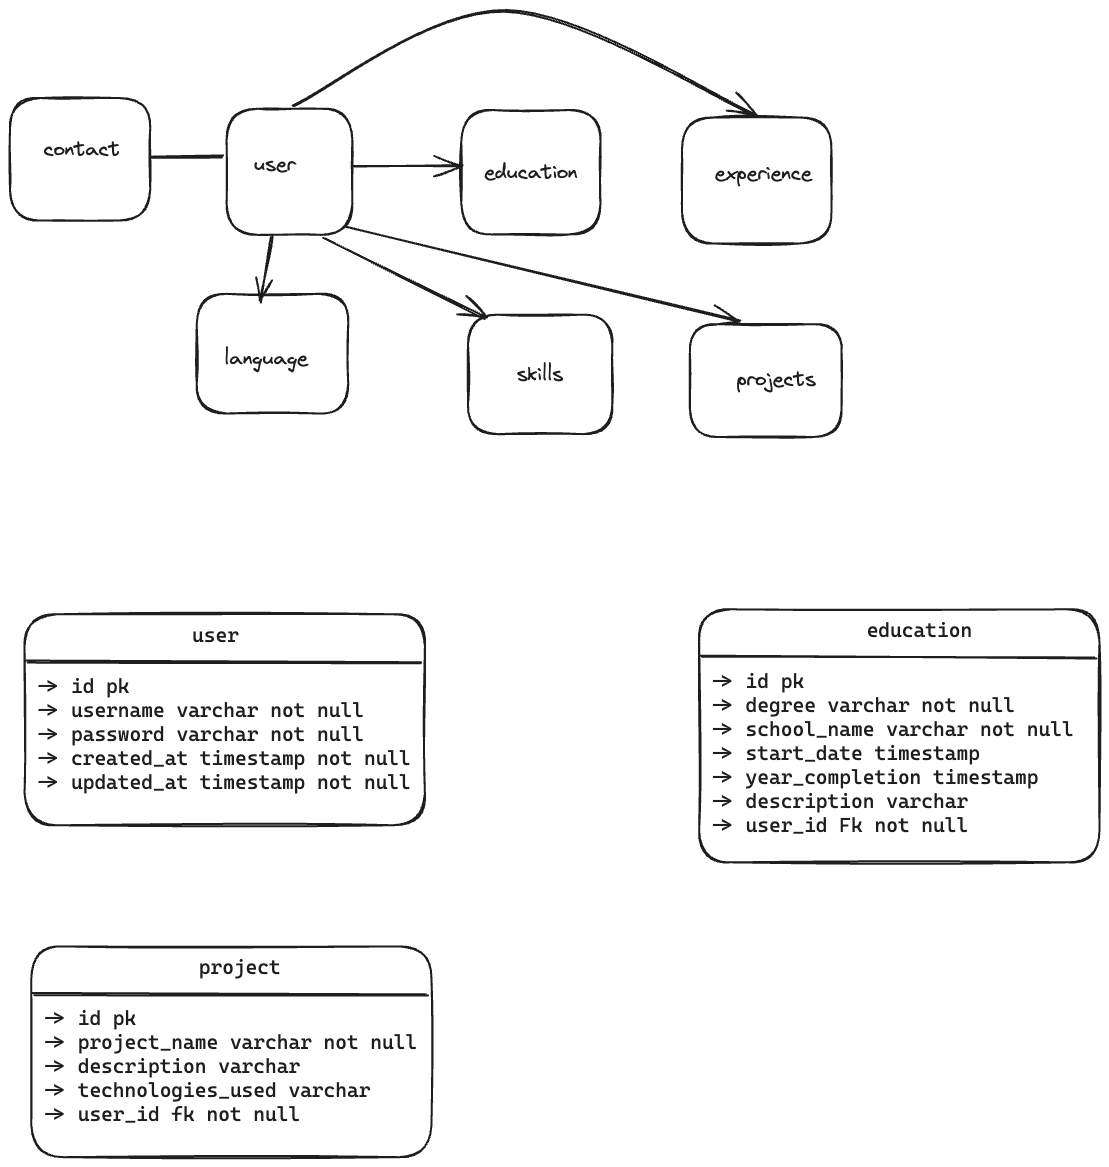 contact
user
education
experience
language
skills
projects
user
-> id pk
-> username varchar not null
-> password varchar not null
-> created_at timestamp not null
-> updated_at timestamp not null
education
-> id pk
-> degree varchar not null
-> school_name varchar not null
-> start_date timestamp
-> year_completion timestamp
-> description varchar
-> user_id Fk not null
project
-> id pk
-> project_name varchar not null
-> description varchar
-> technologies_used varchar
-> user_id fk not null